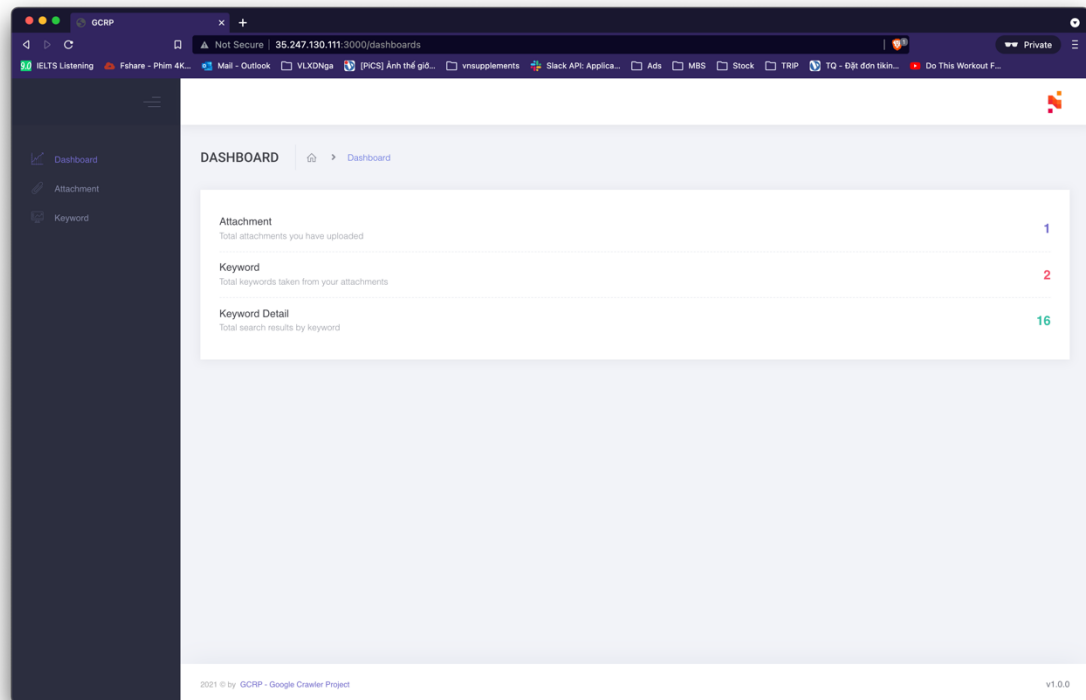 GCRP
Not Secure | 35.247.130.111:3000/dashboards
Private
9.0 IELTS Listening Fshare - Phim 4K... Mail - Outlook VLXDNga [PiCS] Ảnh thế giớ... vnsupplements Slack API: Applica... Ads MBS Stock TRIP TQ - Đặt đơn tikin... Do This Workout F...
DASHBOARD Dashboard
Dashboard
Attachment
Keyword
Attachment
Total attachments you have uploaded
1
Keyword
Total keywords taken from your attachments
2
Keyword Detail
Total search results by keyword
16
2021 © by GCRP - Google Crawler Project
v1.0.0